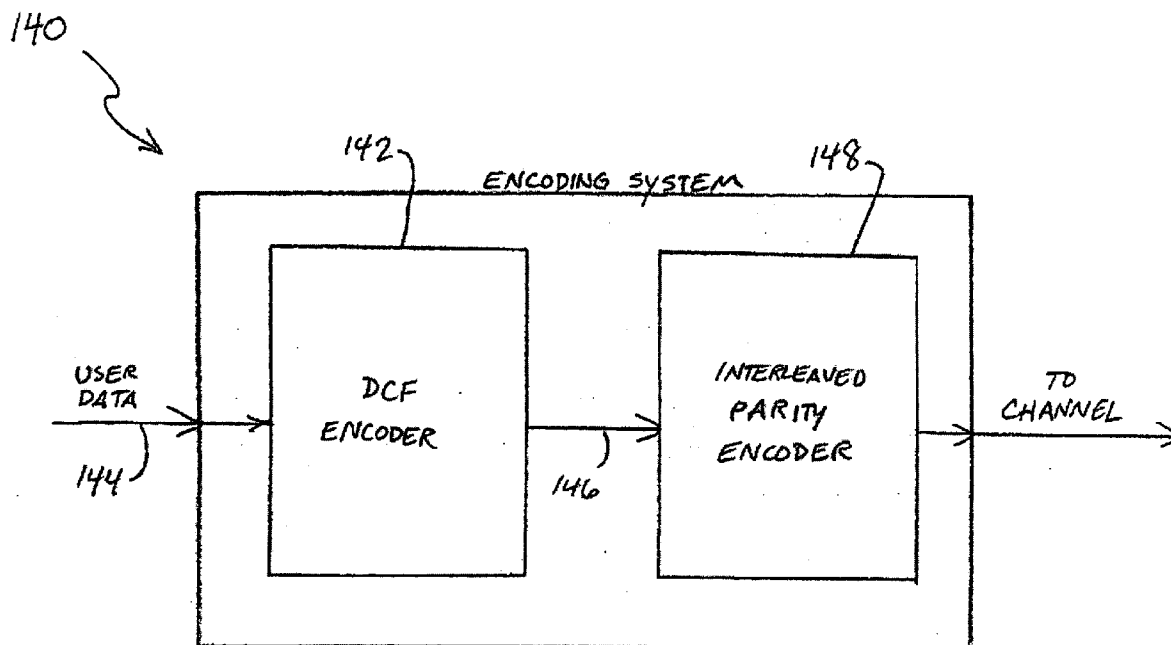 140
142
148
ENCODING SYSTEM
USER
DATA
144
DCF
ENCODER
146
INTERLEAVED
PARITY
ENCODER
TO
CHANNEL